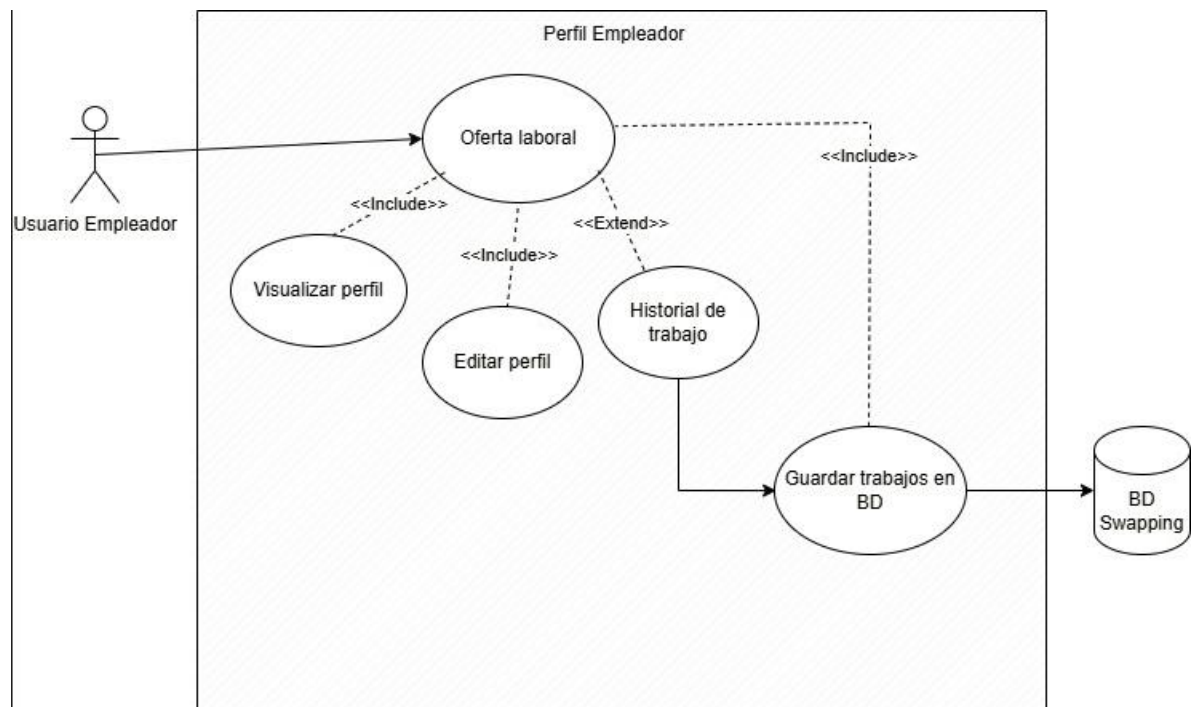 Perfil Empleador
Oferta laboral
<<Include>>
Usuario Empleador
<<Include>>
<<Extend>>
<<Include>>
Visualizar perfil
Historial de
trabajo
Editar perfil
Guardar trabajos en
BD
BD
Swapping